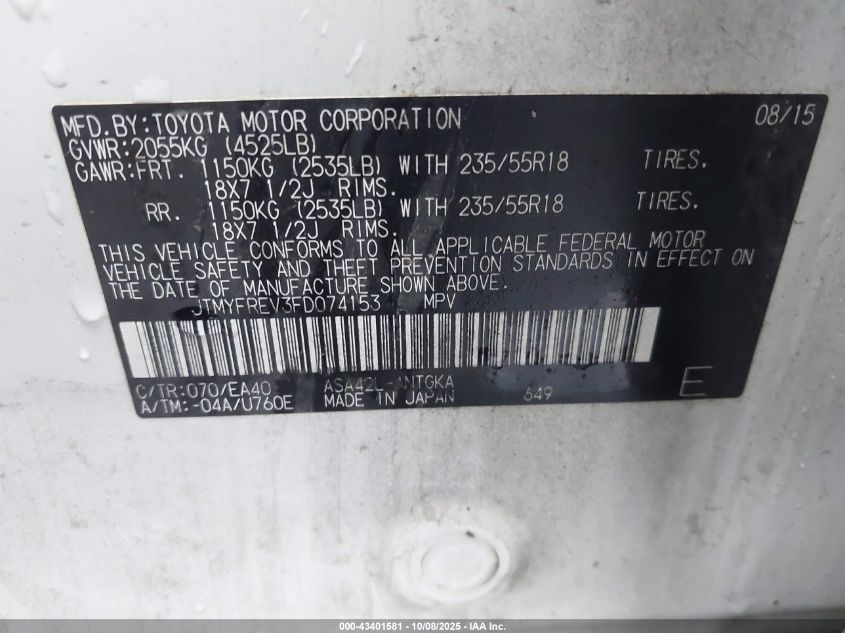 MFD.BY:TOYOTA MOTOR CORPORATION 08/15
GVWR:2055KG (4525LB)
GAWR:FRT. 1150KG (2535LB) WITH 235/55R18 TIRES.
18X7 1/2J RIMS.
RR. 1150KG (2535LB) WITH 235/55R18 TIRES.
18X7 1/2J RIMS.
THIS VEHICLE CONFORMS TO ALL APPLICABLE FEDERAL MOTOR
VEHICLE SAFETY AND THEFT PREVENTION STANDARDS IN EFFECT ON
THE DATE OF MANUFACTURE SHOWN ABOVE.
JTMYFREV3FD074153 MPV
C/TR:070/EA40 NTGKA
A/TM:-04A/U760E MADE IN JAPAN 649 E
000-43401581 - 10/08/2025 - IAA Inc.